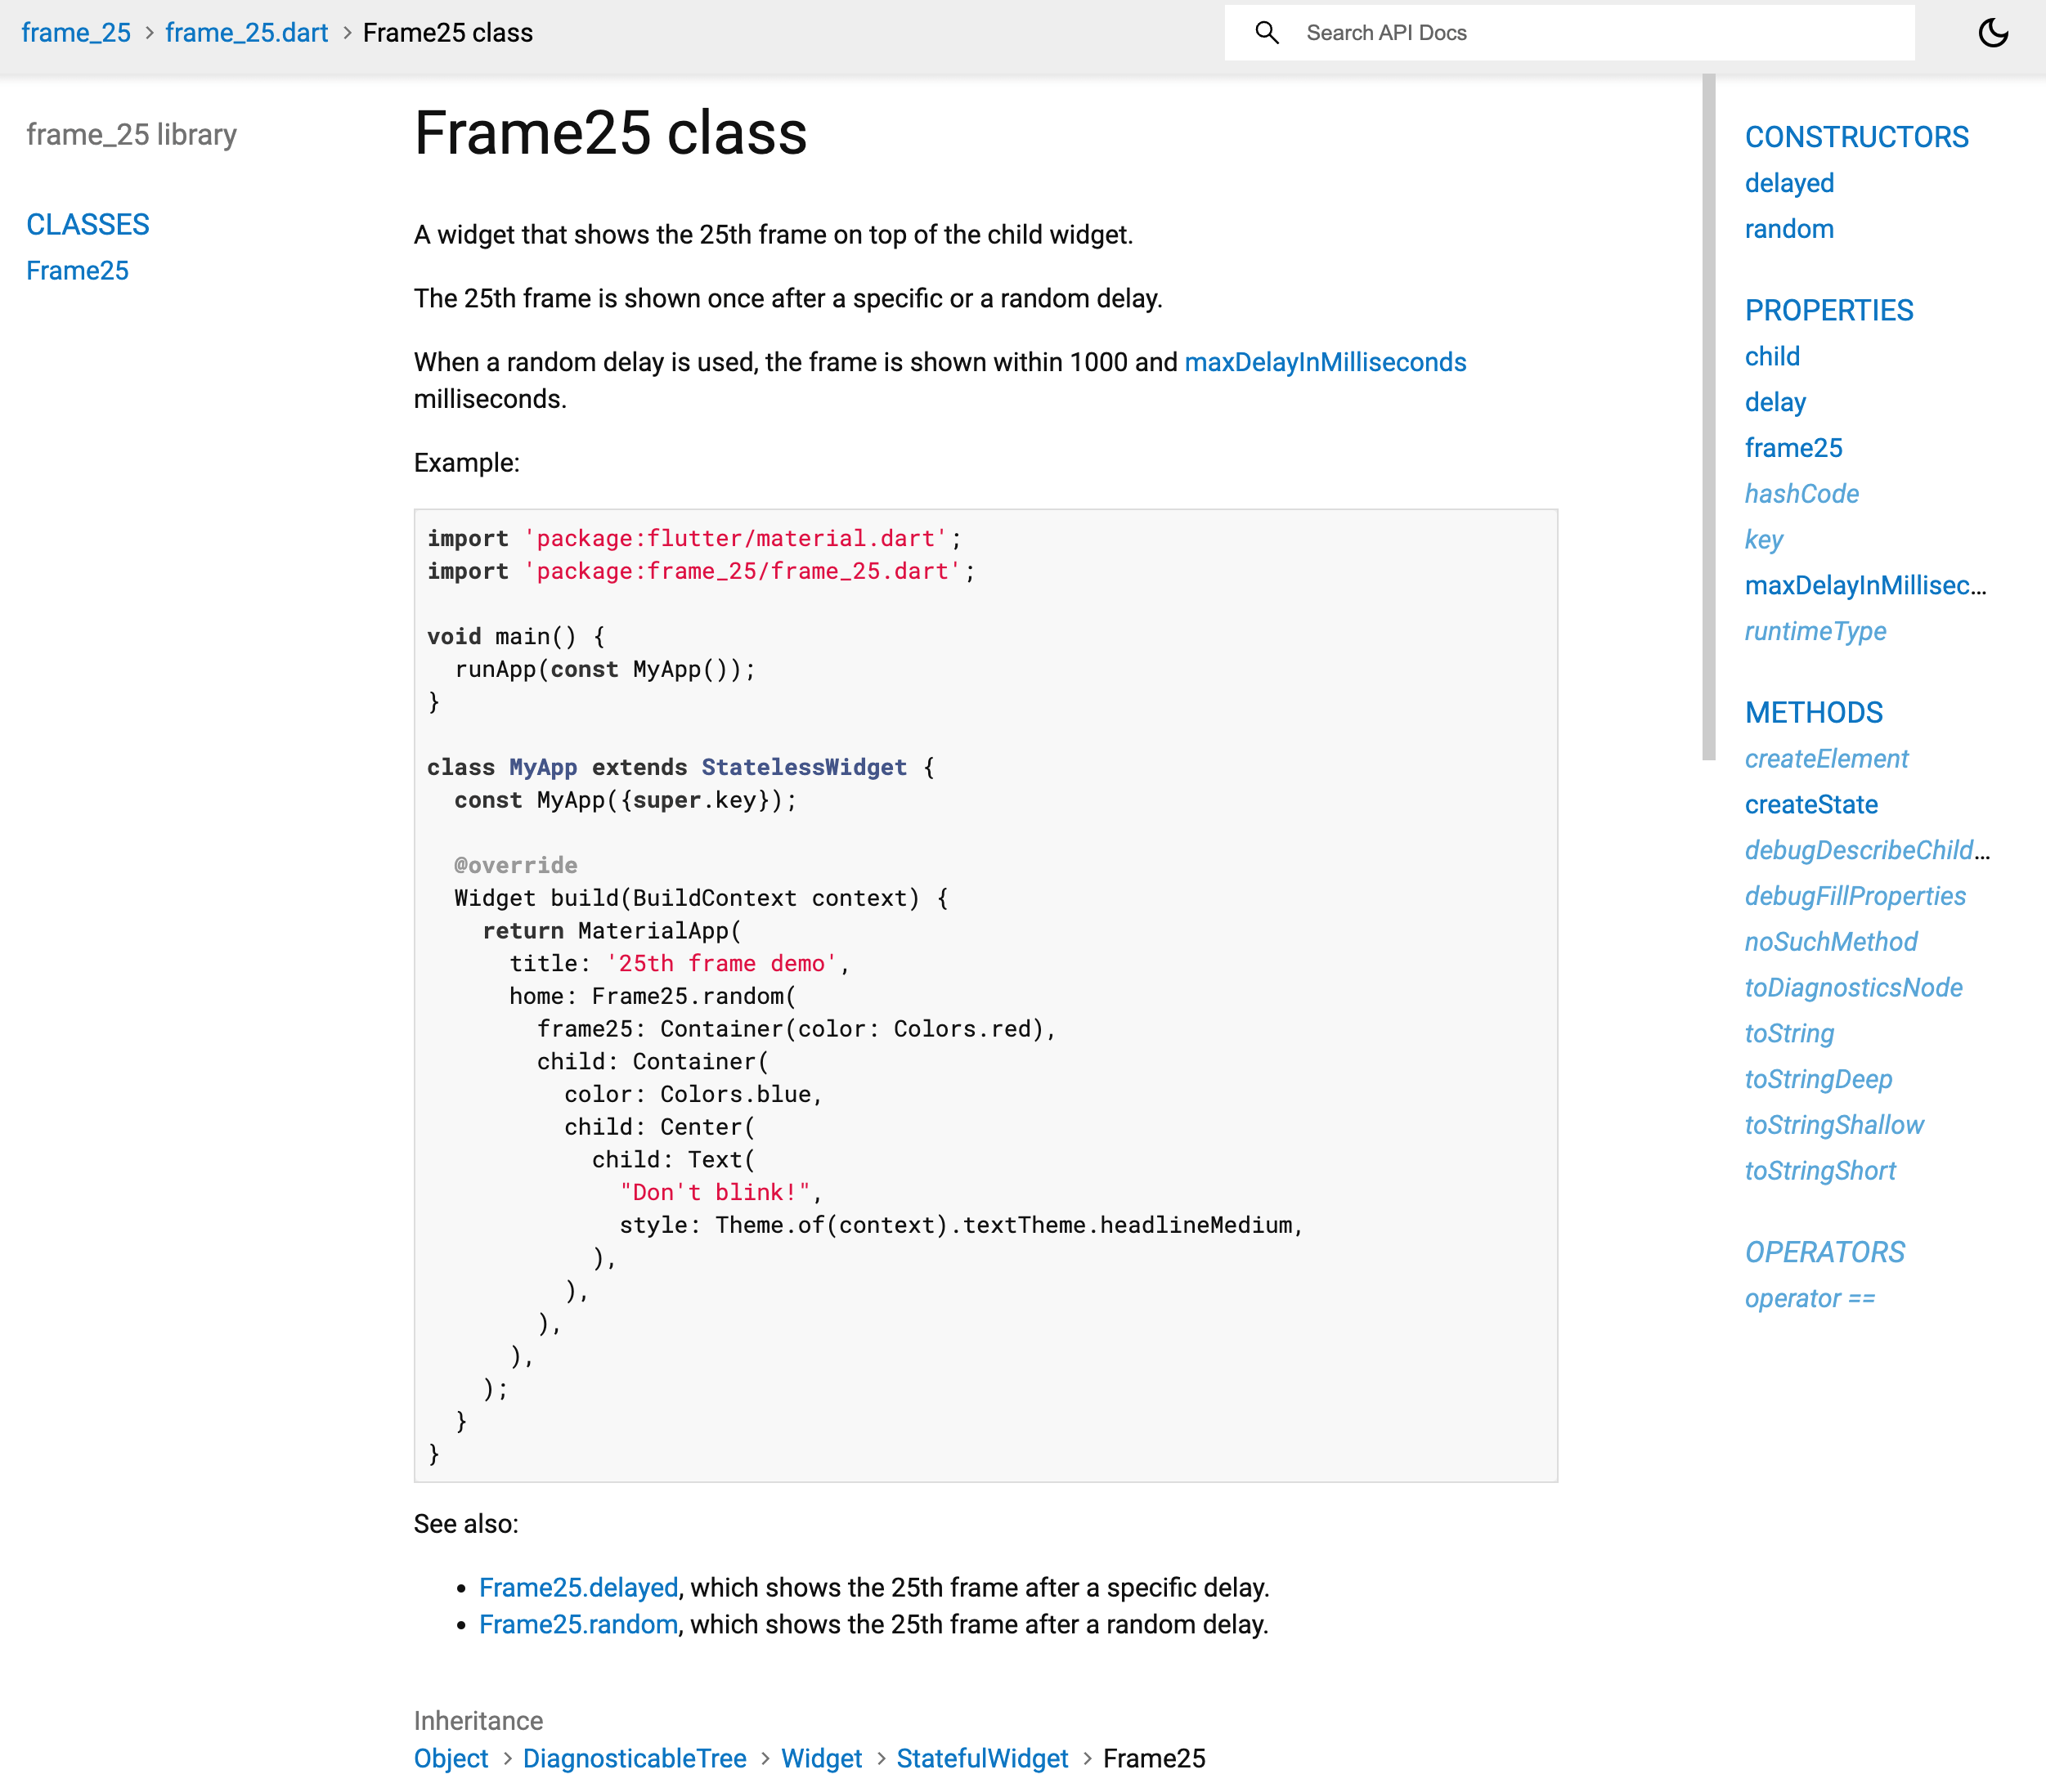 frame_25 > frame_25.dart > Frame25 class
Search API Docs
frame_25 library
CLASSES
Frame25
Frame25 class
A widget that shows the 25th frame on top of the child widget.
The 25th frame is shown once after a specific or a random delay.
When a random delay is used, the frame is shown within 1000 and maxDelayInMilliseconds
milliseconds.
Example:
import 'package:flutter/material.dart';
import 'package:frame_25/frame_25.dart';
void main() {
  runApp(const MyApp());
}
class MyApp extends StatelessWidget {
  const MyApp({super.key});
  @override
  Widget build(BuildContext context) {
    return MaterialApp(
      title: '25th frame demo',
      home: Frame25.random(
        frame25: Container(color: Colors.red),
        child: Container(
          color: Colors.blue,
          child: Center(
            child: Text(
              "Don't blink!",
              style: Theme.of(context).textTheme.headlineMedium,
            ),
          ),
        ),
      ),
    );
  }
}
See also:
• Frame25.delayed, which shows the 25th frame after a specific delay.
• Frame25.random, which shows the 25th frame after a random delay.
Inheritance
Object > DiagnosticableTree > Widget > StatefulWidget > Frame25
CONSTRUCTORS
delayed
random
PROPERTIES
child
delay
frame25
hashCode
key
maxDelayInMillisec...
runtimeType
METHODS
createElement
createState
debugDescribeChild...
debugFillProperties
noSuchMethod
toDiagnosticsNode
toString
toStringDeep
toStringShallow
toStringShort
OPERATORS
operator ==